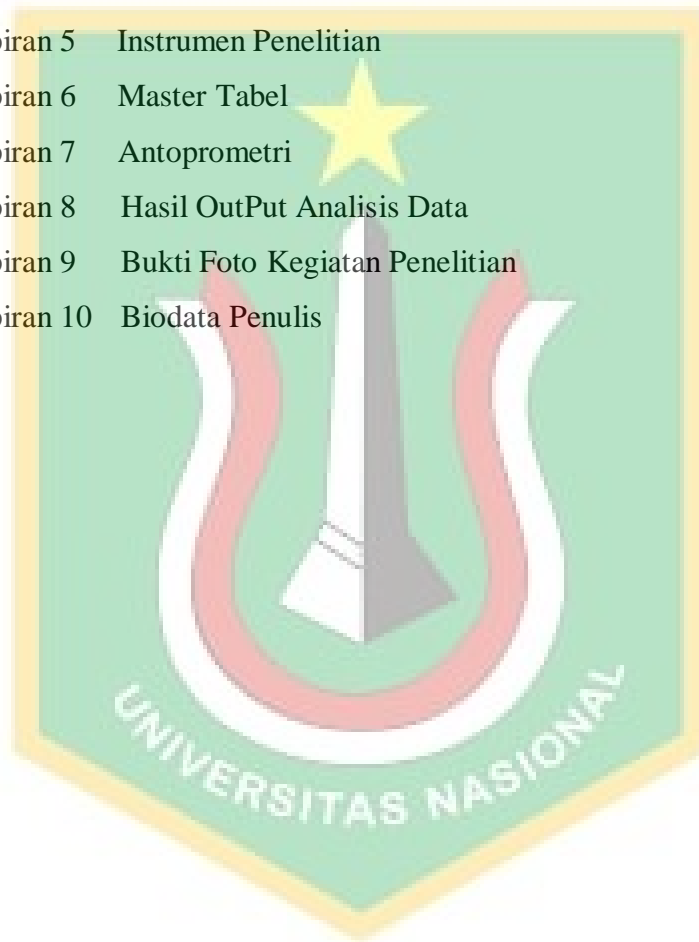 piran 5 Instrumen Penelitian
piran 6 Master Tabel
piran 7 Antoprometri
piran 8 Hasil OutPut Analisis Data
piran 9 Bukti Foto Kegiatan Penelitian
piran 10 Biodata Penulis
UNIVERSITAS NASIONAL